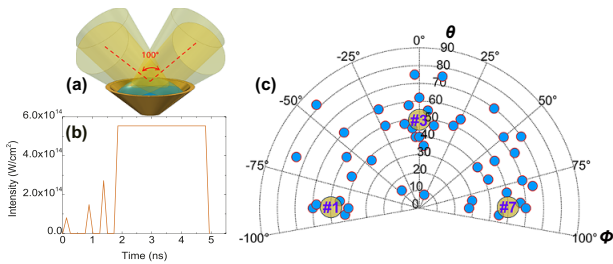 100°
(a)
(b)
6.0x10¹⁴
4.0x10¹⁴
2.0x10¹⁴
0.0
Intensity (W/cm²)
0 1 2 3 4 5
Time (ns)
(c)
0° θ
-25° 25°
-50° 50°
-75° 75°
-100° 100° Φ
90
80
70
60
50
40
30
20
10
0
#3
#1
#7